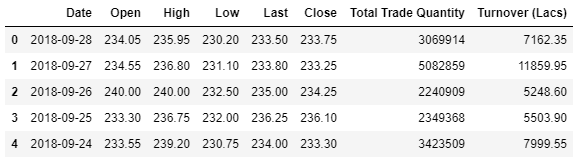 Date Open High Low Last Close Total Trade Quantity Turnover (Lacs)
0 2018-09-28 234.05 235.95 230.20 233.50 233.75 3069914 7162.35
1 2018-09-27 234.55 236.80 231.10 233.80 233.25 5082859 11859.95
2 2018-09-26 240.00 240.00 232.50 235.00 234.25 2240909 5248.60
3 2018-09-25 233.30 236.75 232.00 236.25 236.10 2349368 5503.90
4 2018-09-24 233.55 239.20 230.75 234.00 233.30 3423509 7999.55